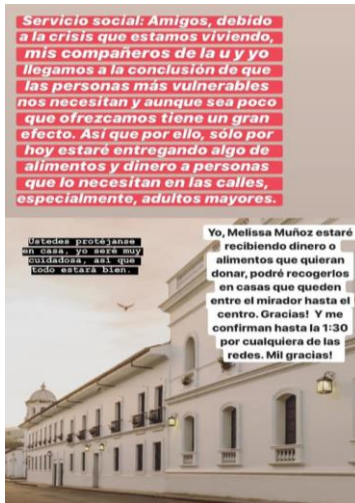 Servicio social: Amigos, debido
a la crisis que estamos viviendo,
mis compañeros de la u y yo
llegamos a la conclusión de que
las personas más vulnerables
nos necesitan y aunque sea poco
que ofrezcamos tiene un gran
efecto. Así que por ello, sólo por
hoy estaré entregando algo de
alimentos y dinero a personas
que lo necesitan en las calles,
especialmente, adultos mayores.
Ustedes protéjanse
en casa, yo seré muy
cuidadosa, asi que
todo estará bien.
Yo, Melissa Muñoz estaré
recibiendo dinero o
alimentos que quieran
donar, podré recogerlos
en casas que queden
entre el mirador hasta el
centro. Gracias! Y me
confirman hasta la 1:30
por cualquiera de las
redes. Mil gracias!